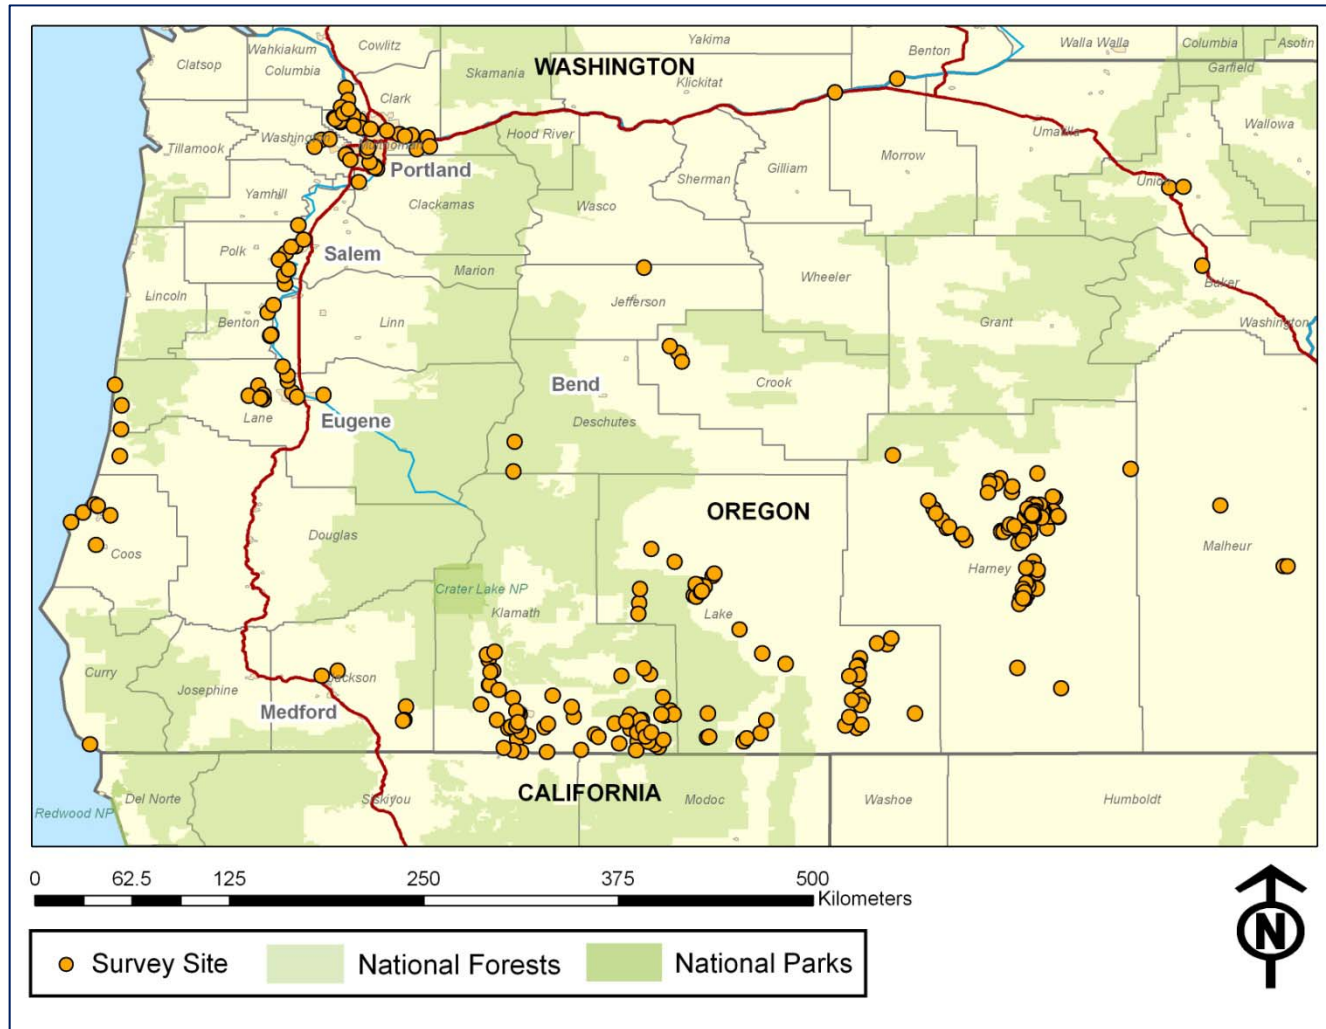 Wahkiakum
Cowlitz
Yakima
Benton
Walla Walla
Columbia
Asotin
Clatsop
Columbia
Skamania
WASHINGTON
Klickitat
Garfield
Clark
Washington
Multnomah
Hood River
Umatilla
Wallowa
Tillamook
Portland
Gilliam
Morrow
Sherman
Union
Yamhill
Clackamas
Wasco
Polk
Salem
Marion
Wheeler
Baker
Lincoln
Jefferson
Benton
Linn
Grant
Washington
Bend
Crook
Lane
Eugene
Deschutes
OREGON
Douglas
Malheur
Coos
Harney
Crater Lake NP
Klamath
Lake
Curry
Josephine
Jackson
Medford
CALIFORNIA
Redwood NP
Del Norte
Siskiyou
Modoc
Washoe
Humboldt
0 62.5 125 250 375 500
Kilometers
N
Survey Site National Forests National Parks